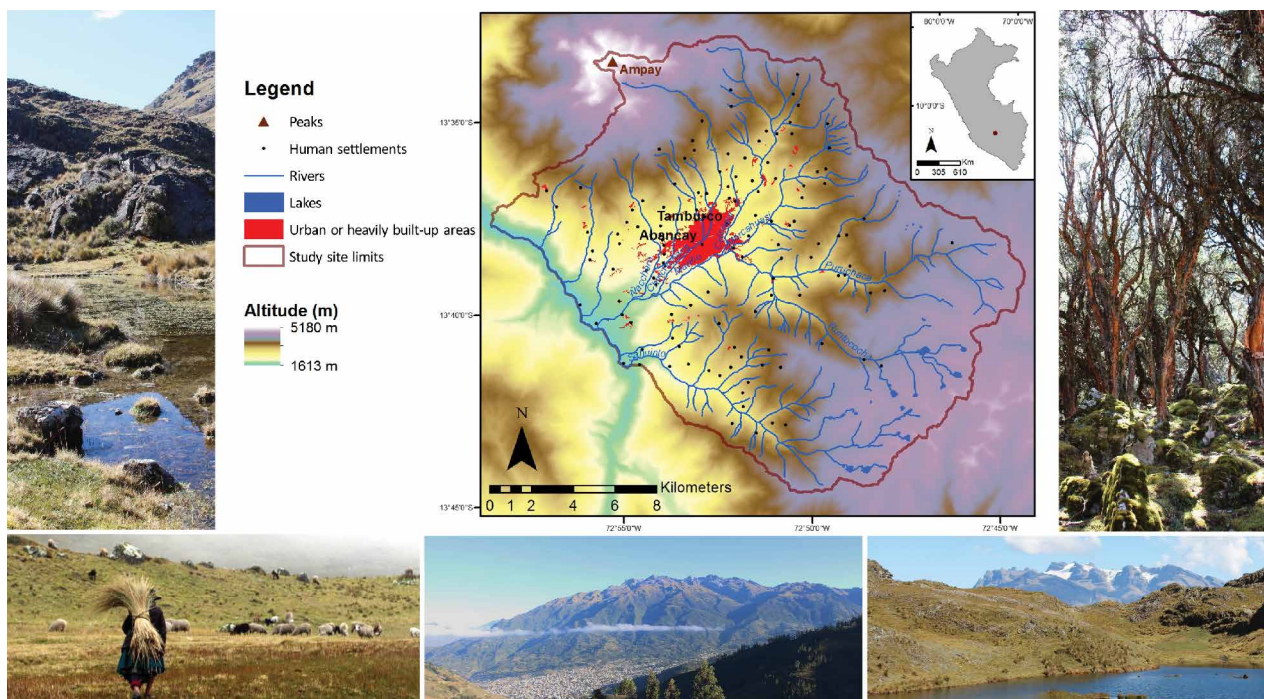 Legend
Peaks
Human settlements
Rivers
Lakes
Urban or heavily built-up areas
Study site limits
Altitude (m)
5180 m
1613 m
13°35'0"S
13°40'0"S
13°45'0"S
Ampay
Tamburco
Abancay
N
Kilometers
0 1 2 4 6 8
72°55'0"W
72°50'0"W
72°45'0"W
80°0'0"W
70°0'0"W
10°0'0"S
N
Km
0 305 610